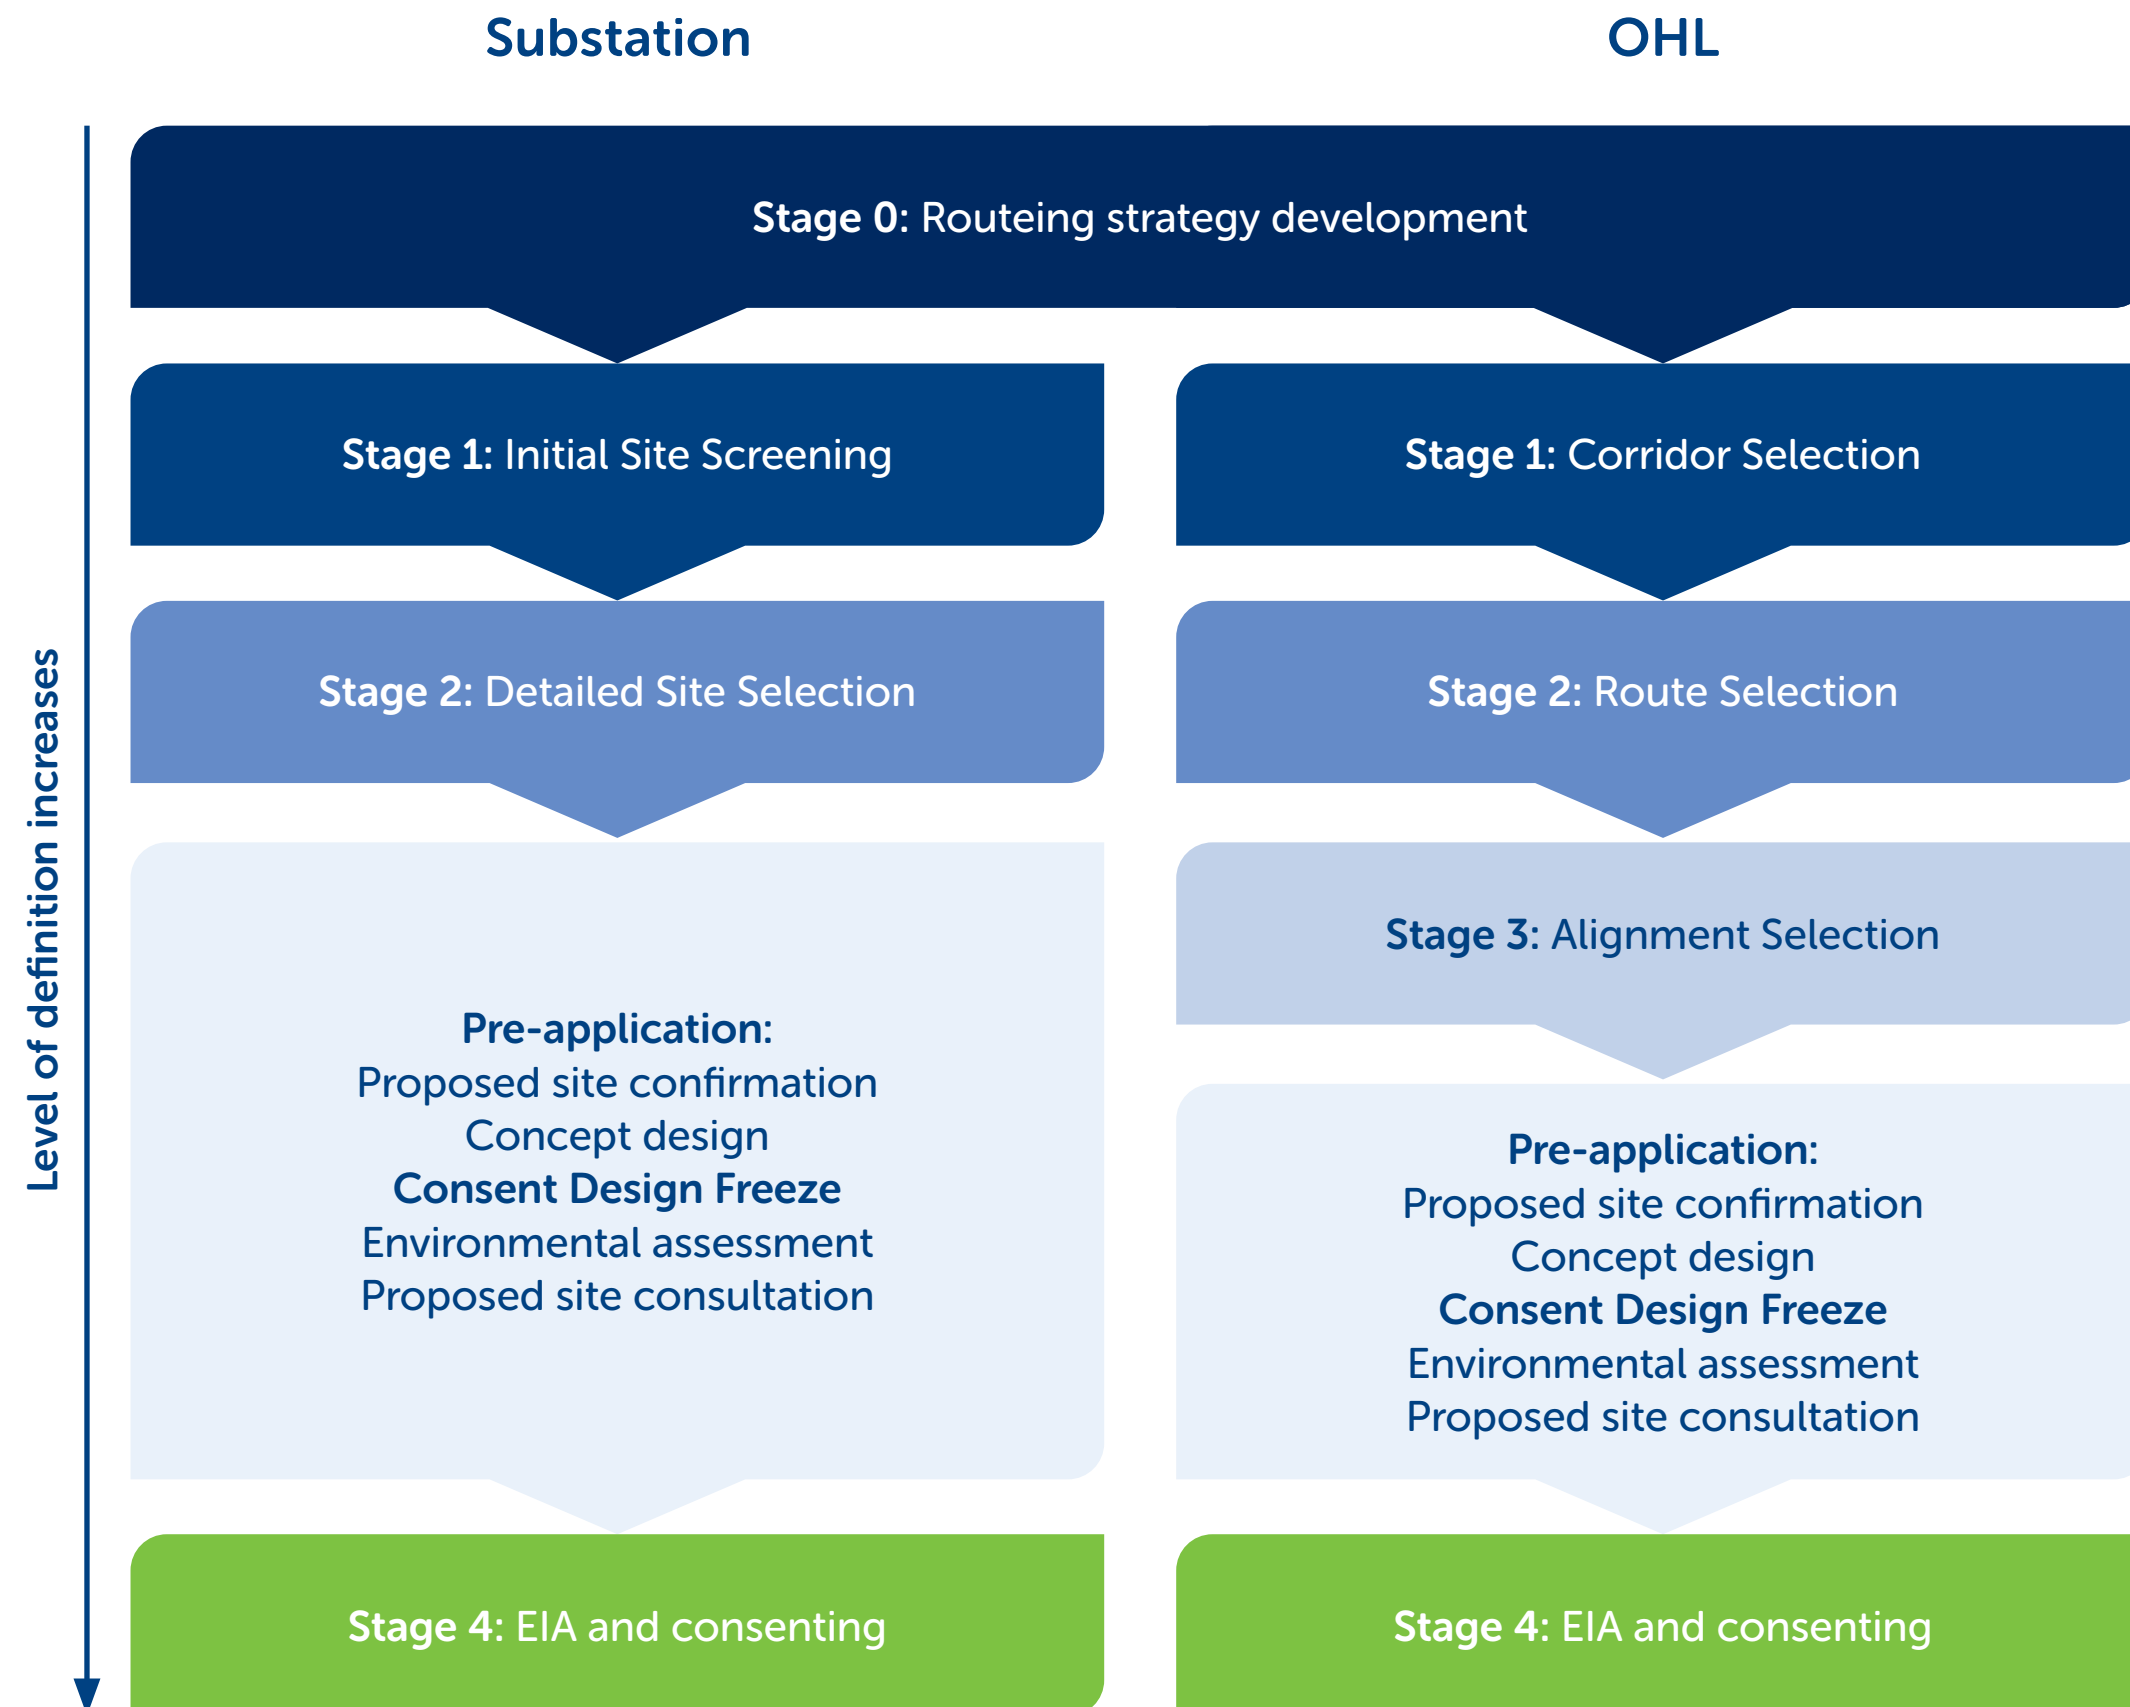 Substation
OHL
Level of definition increases
Stage 0: Routeing strategy development
Stage 1: Initial Site Screening
Stage 1: Corridor Selection
Stage 2: Detailed Site Selection
Stage 2: Route Selection
Stage 3: Alignment Selection
Pre-application:
Proposed site confirmation
Concept design
Consent Design Freeze
Environmental assessment
Proposed site consultation
Pre-application:
Proposed site confirmation
Concept design
Consent Design Freeze
Environmental assessment
Proposed site consultation
Stage 4: EIA and consenting
Stage 4: EIA and consenting